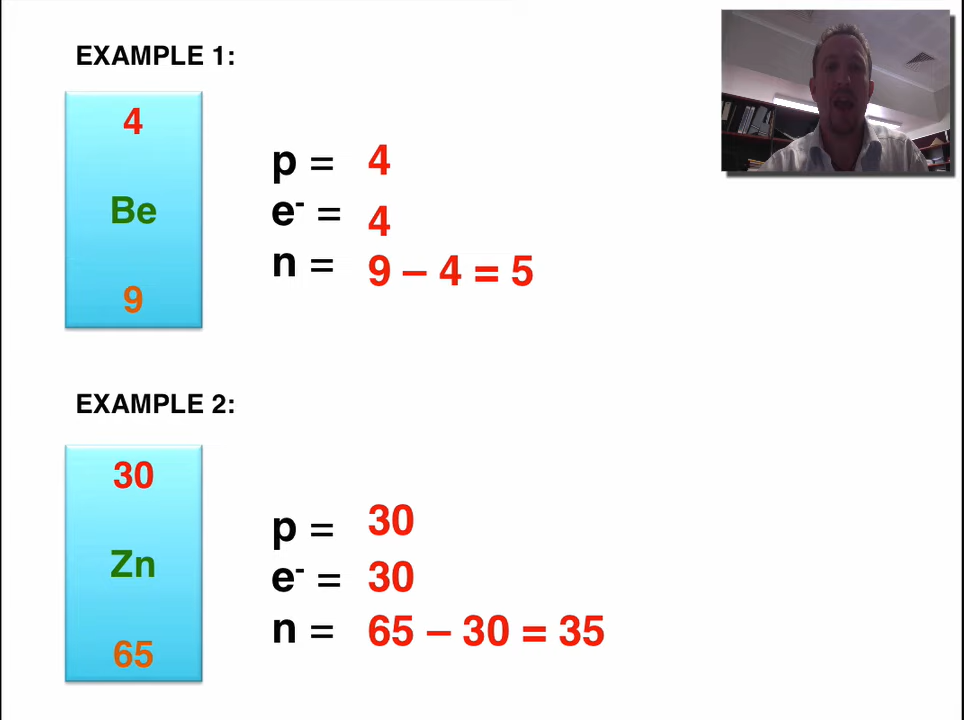 EXAMPLE 1:
4
Be
9
p = 4
e- = 4
n = 9 – 4 = 5
EXAMPLE 2:
30
Zn
65
p = 30
e- = 30
n = 65 – 30 = 35